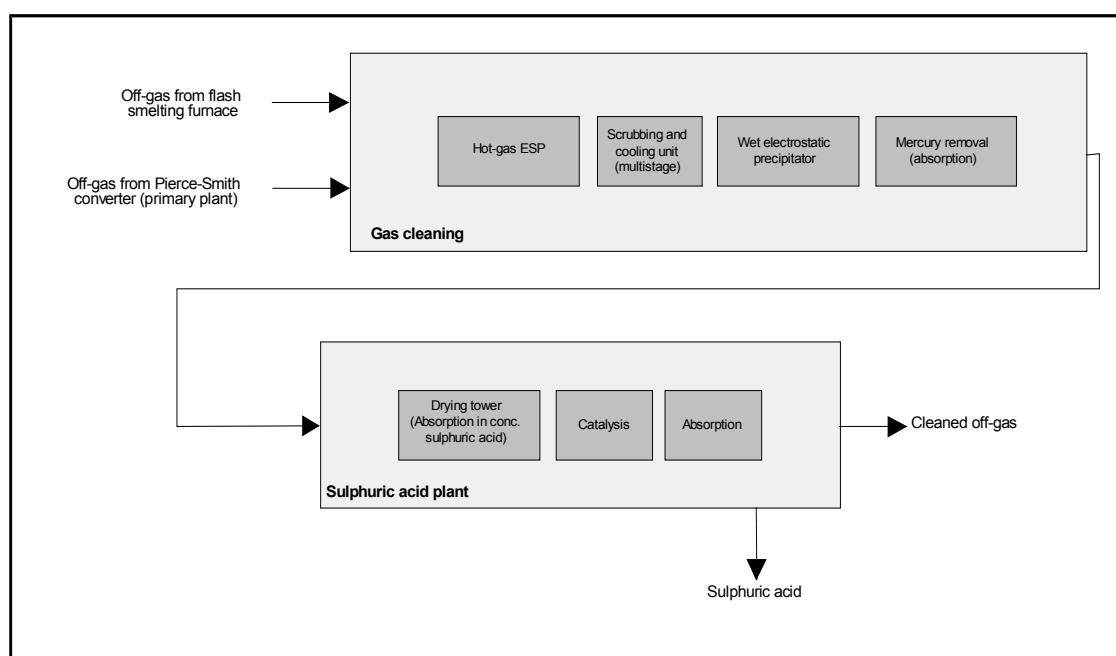 Off-gas from flash
smelting furnace
Off-gas from Pierce-Smith
converter (primary plant)
Hot-gas ESP
Scrubbing and
cooling unit
(multistage)
Wet electrostatic
precipitator
Mercury removal
(absorption)
Gas cleaning
Drying tower
(Absorption in conc.
sulphuric acid)
Catalysis
Absorption
Sulphuric acid plant
Cleaned off-gas
Sulphuric acid